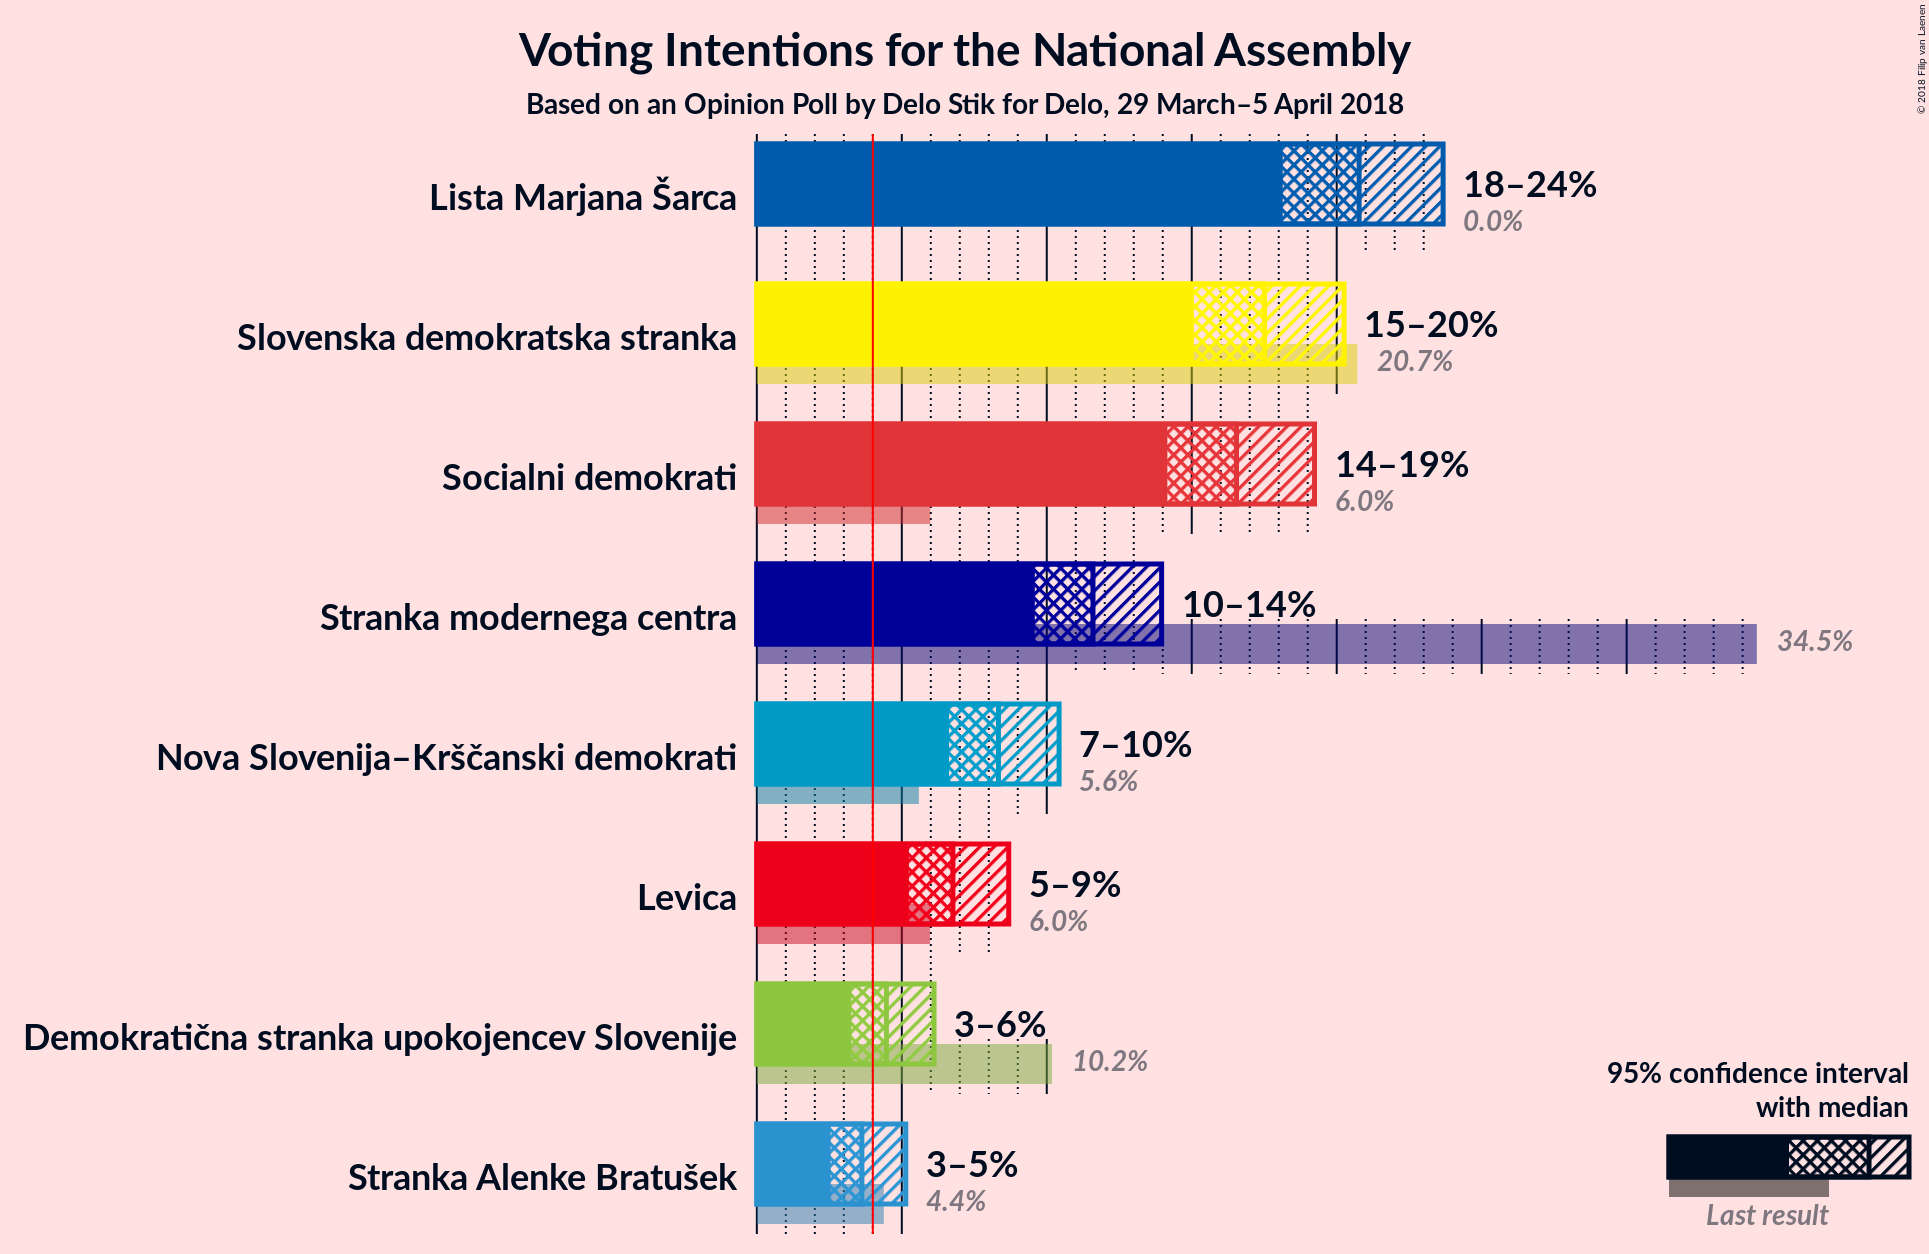 Voting Intentions for the National Assembly
Based on an Opinion Poll by Delo Stik for Delo, 29 March–5 April 2018
© 2018 Filip van Laenen
Lista Marjana Šarca
18–24%
0.0%
Slovenska demokratska stranka
15–20%
20.7%
Socialni demokrati
14–19%
6.0%
Stranka modernega centra
10–14%
34.5%
Nova Slovenija–Krščanski demokrati
7–10%
5.6%
Levica
5–9%
6.0%
Demokratična stranka upokojencev Slovenije
3–6%
10.2%
Stranka Alenke Bratušek
3–5%
4.4%
95% confidence interval
with median
Last result